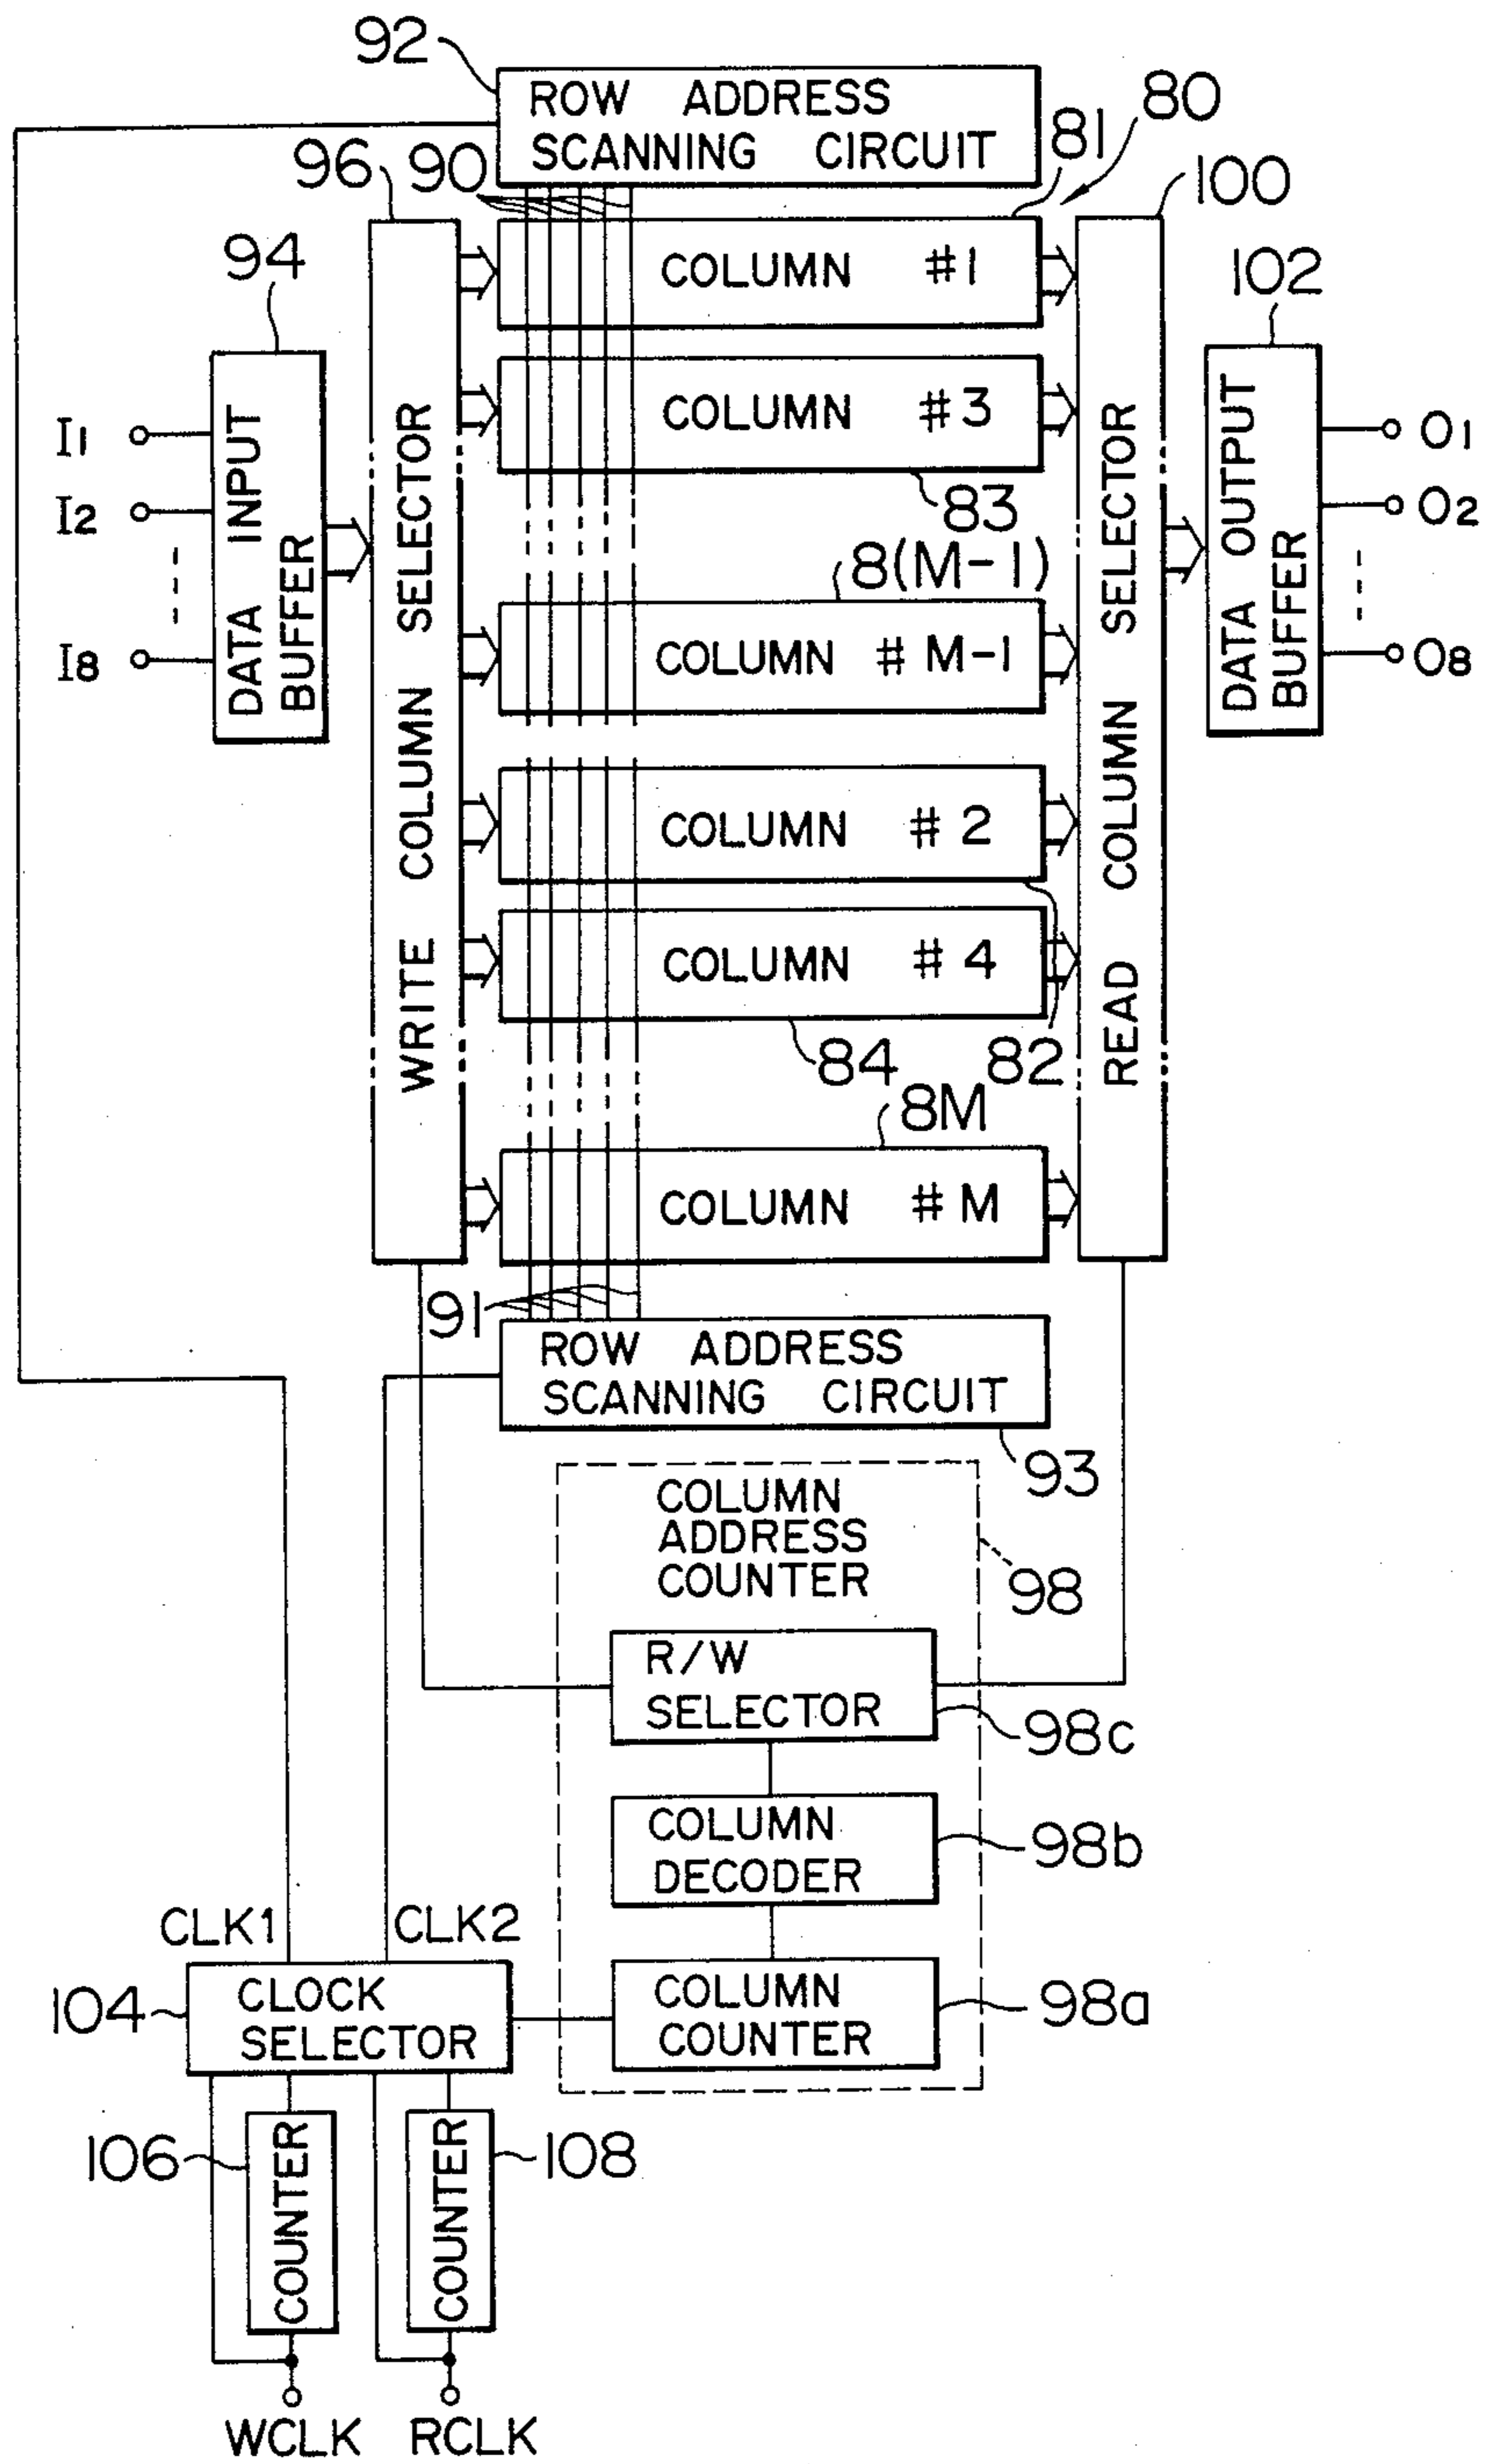 92
ROW ADDRESS
SCANNING CIRCUIT
80
81
96
90
100
94
102
COLUMN #1
COLUMN #3
83
8(M-1)
COLUMN # M-1
COLUMN # 2
COLUMN # 4
82
84
8M
COLUMN # M
I1
I2
I8
DATA INPUT
BUFFER
WRITE COLUMN SELECTOR
READ COLUMN SELECTOR
DATA OUTPUT
BUFFER
O1
O2
O8
91
ROW ADDRESS
SCANNING CIRCUIT
93
COLUMN
ADDRESS
COUNTER
98
R/W
SELECTOR
98c
COLUMN
DECODER
98b
CLK1
CLK2
104
CLOCK
SELECTOR
COLUMN
COUNTER
98a
106
COUNTER
COUNTER
108
WCLK
RCLK